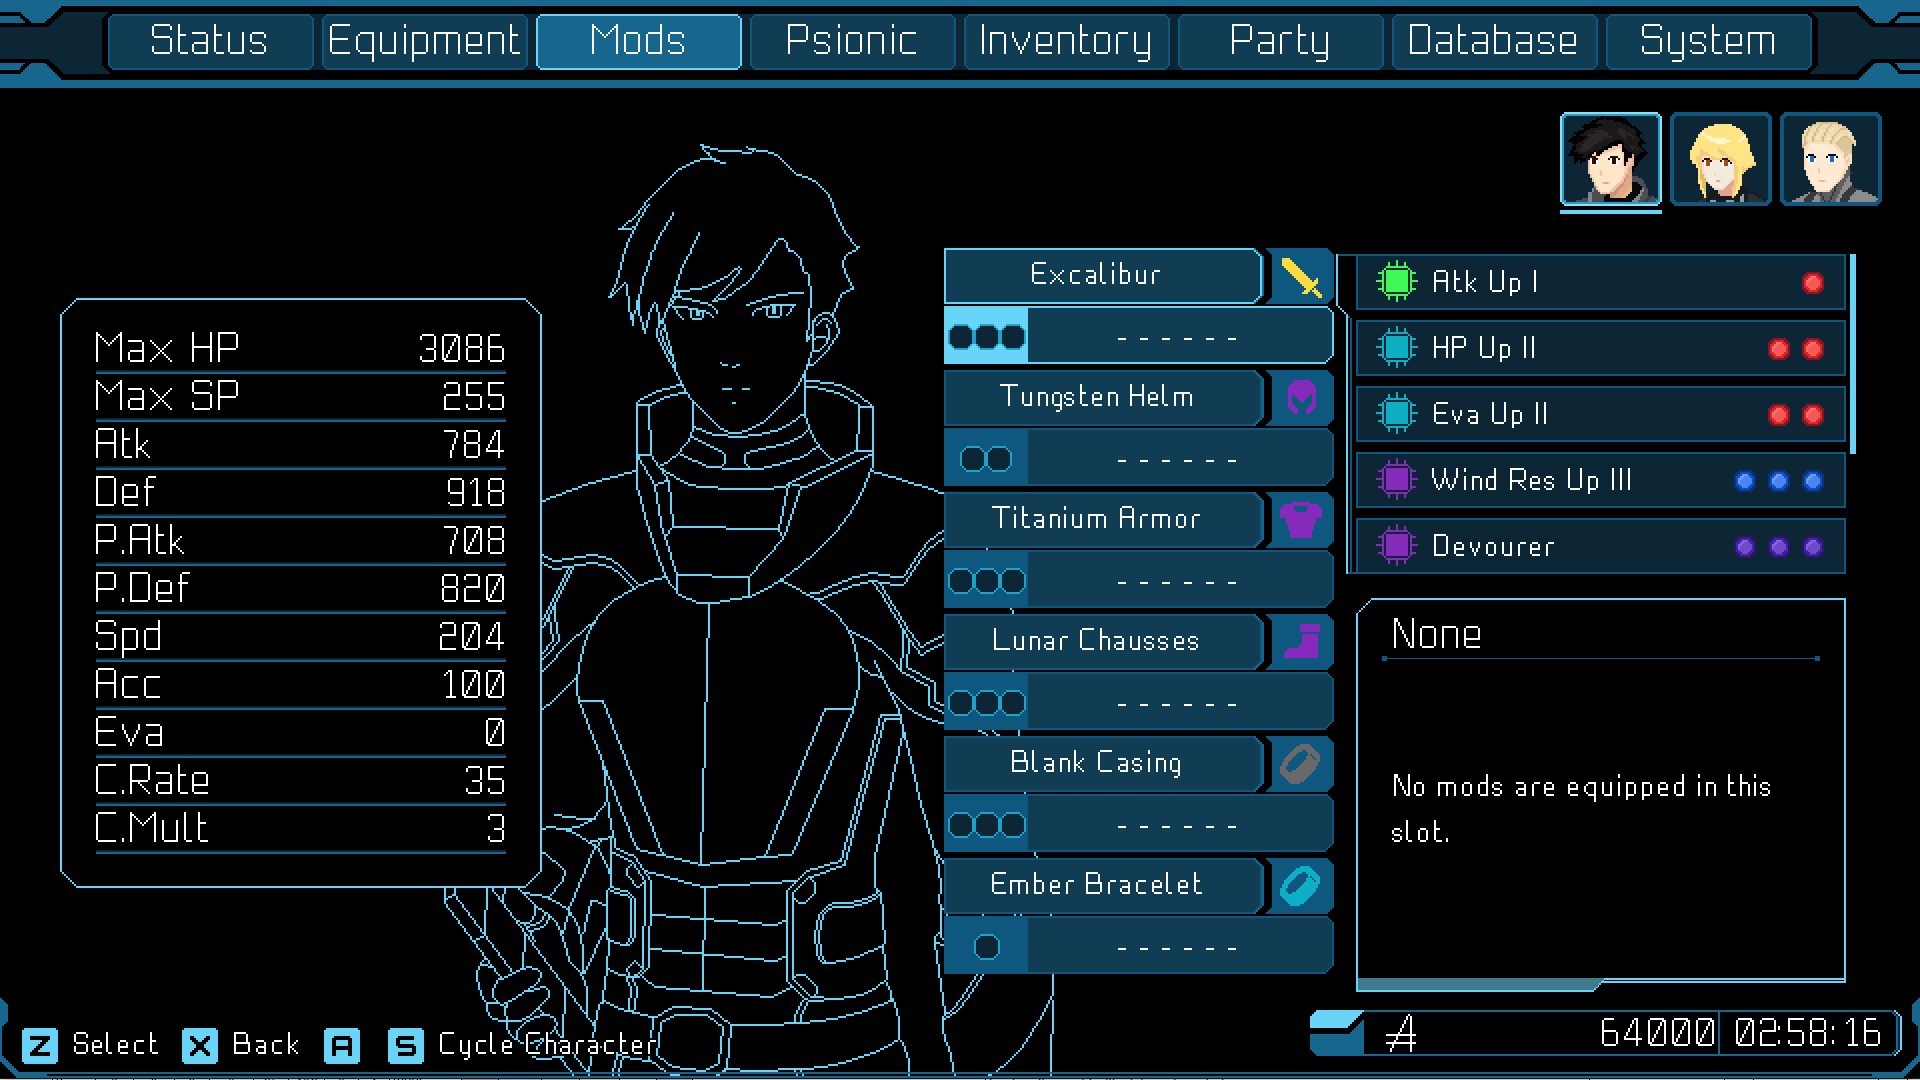 Status Equipment Mods Psionic Inventory Party Database System
Max HP 3086
Max SP 255
Atk 784
Def 918
P.Atk 708
P.Def 820
Spd 204
Acc 100
Eva 0
C.Rate 35
C.Mult 3
Excalibur
------
Tungsten Helm
------
Titanium Armor
------
Lunar Chausses
------
Blank Casing
------
Ember Bracelet
------
Atk Up I
HP Up II
Eva Up II
Wind Res Up III
Devourer
None
No mods are equipped in this
slot.
Z Select X Back A S Cycle Character
64000 02:58:16